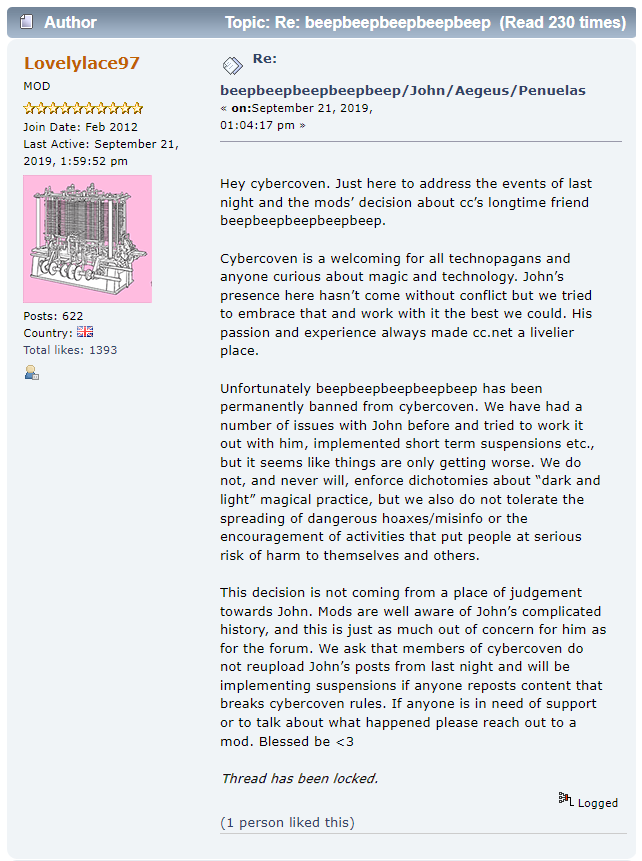 Author
Topic: Re: beepbeepbeepbeepbeep (Read 230 times)
Lovelylace97
MOD
Join Date: Feb 2012
Last Active: September 21,
2019, 1:59:52 pm
Posts: 622
Country:
Total likes: 1393
Re:
beepbeepbeepbeepbeep/John/Aegeus/Penuelas
« on:September 21, 2019,
01:04:17 pm »
Hey cybercoven. Just here to address the events of last
night and the mods’ decision about cc’s longtime friend
beepbeepbeepbeepbeep.
Cybercoven is a welcoming for all technopagans and
anyone curious about magic and technology. John’s
presence here hasn’t come without conflict but we tried
to embrace that and work with it the best we could. His
passion and experience always made cc.net a livelier
place.
Unfortunately beepbeepbeepbeepbeep has been
permanently banned from cybercoven. We have had a
number of issues with John before and tried to work it
out with him, implemented short term suspensions etc.,
but it seems like things are only getting worse. We do
not, and never will, enforce dichotomies about “dark and
light” magical practice, but we also do not tolerate the
spreading of dangerous hoaxes/misinfo or the
encouragement of activities that put people at serious
risk of harm to themselves and others.
This decision is not coming from a place of judgement
towards John. Mods are well aware of John’s complicated
history, and this is just as much out of concern for him as
for the forum. We ask that members of cybercoven do
not reupload John’s posts from last night and will be
implementing suspensions if anyone reposts content that
breaks cybercoven rules. If anyone is in need of support
or to talk about what happened please reach out to a
mod. Blessed be <3
Thread has been locked.
Logged
(1 person liked this)